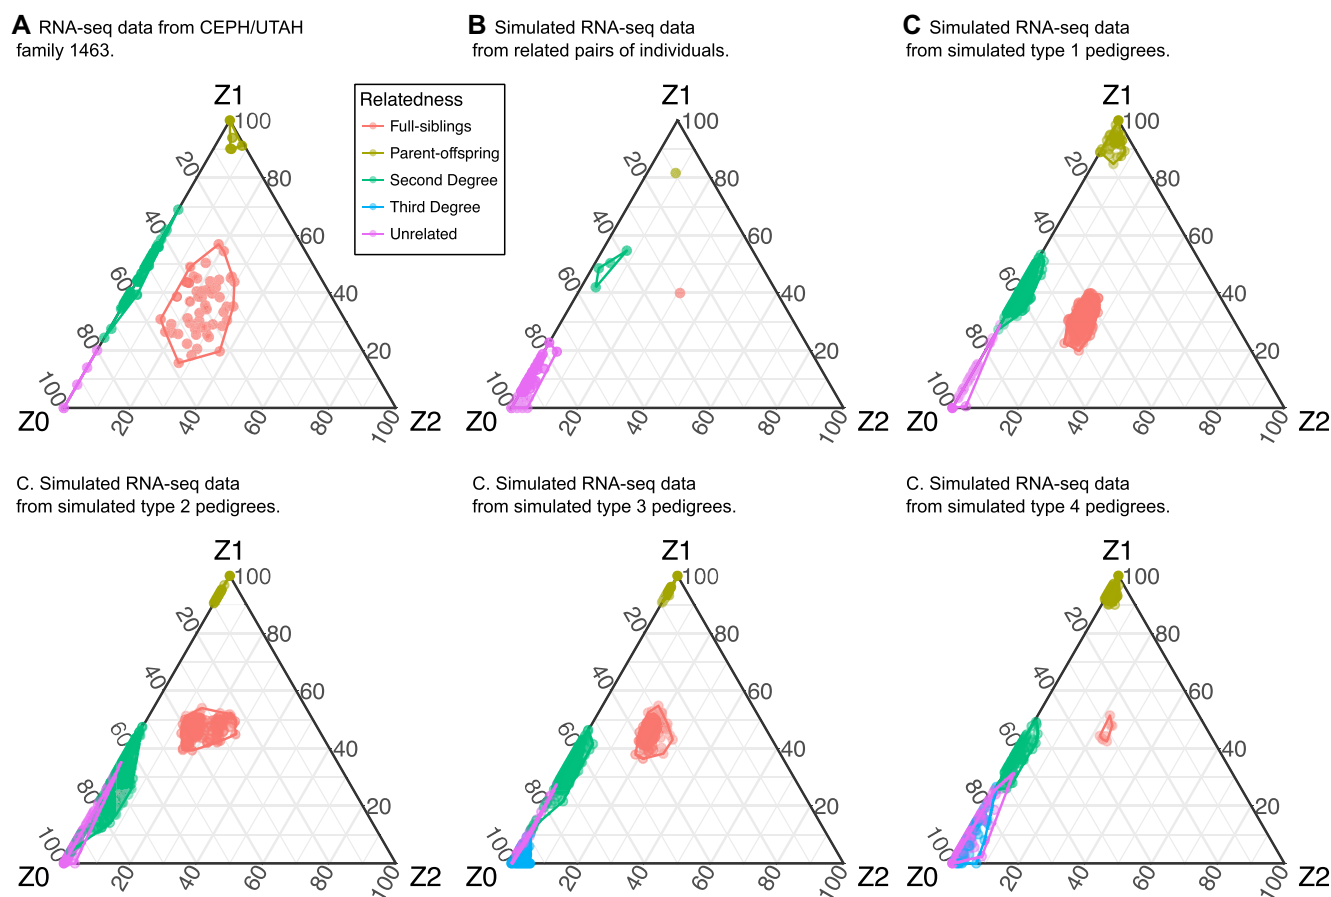 A RNA-seq data from CEPH/UTAH
family 1463.
B Simulated RNA-seq data
from related pairs of individuals.
C Simulated RNA-seq data
from simulated type 1 pedigrees.
Relatedness
Full-siblings
Parent-offspring
Second Degree
Third Degree
Unrelated
Z1
100
80
60
40
20
20
40
60
80
100
Z0
20
40
60
80
100
Z2
Z1
100
80
60
40
20
20
40
60
80
100
Z0
20
40
60
80
100
Z2
Z1
100
80
60
40
20
20
40
60
80
100
Z0
20
40
60
80
100
Z2
C. Simulated RNA-seq data
from simulated type 2 pedigrees.
C. Simulated RNA-seq data
from simulated type 3 pedigrees.
C. Simulated RNA-seq data
from simulated type 4 pedigrees.
Z1
100
80
60
40
20
20
40
60
80
100
Z0
20
40
60
80
100
Z2
Z1
100
80
60
40
20
20
40
60
80
100
Z0
20
40
60
80
100
Z2
Z1
100
80
60
40
20
20
40
60
80
100
Z0
20
40
60
80
100
Z2